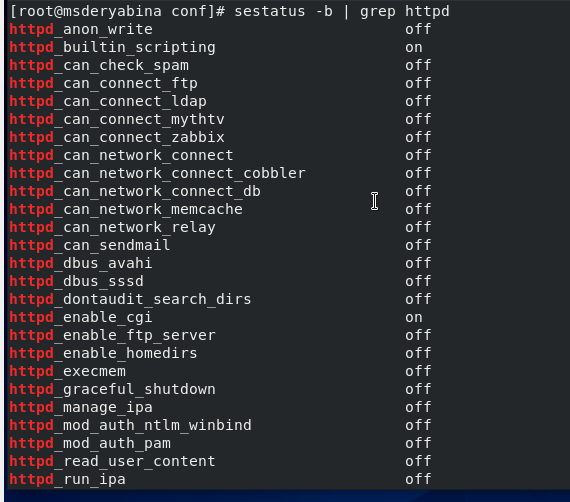 [root@msderyabina conf]# sestatus -b | grep httpd
httpd_anon_write off
httpd_builtin_scripting on
httpd_can_check_spam off
httpd_can_connect_ftp off
httpd_can_connect_ldap off
httpd_can_connect_mythtv off
httpd_can_connect_zabbix off
httpd_can_network_connect off
httpd_can_network_connect_cobbler off
httpd_can_network_connect_db off
httpd_can_network_memcache off
httpd_can_network_relay off
httpd_can_sendmail off
httpd_dbus_avahi off
httpd_dbus_sssd off
httpd_dontaudit_search_dirs off
httpd_enable_cgi on
httpd_enable_ftp_server off
httpd_enable_homedirs off
httpd_execmem off
httpd_graceful_shutdown off
httpd_manage_ipa off
httpd_mod_auth_ntlm_winbind off
httpd_mod_auth_pam off
httpd_read_user_content off
httpd_run_ipa off